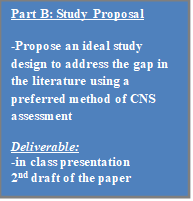 Part B: Study Proposal
-Propose an ideal study
design to address the gap in
the literature using a
preferred method of CNS
assessment
Deliverable:
-in class presentation
2nd draft of the paper